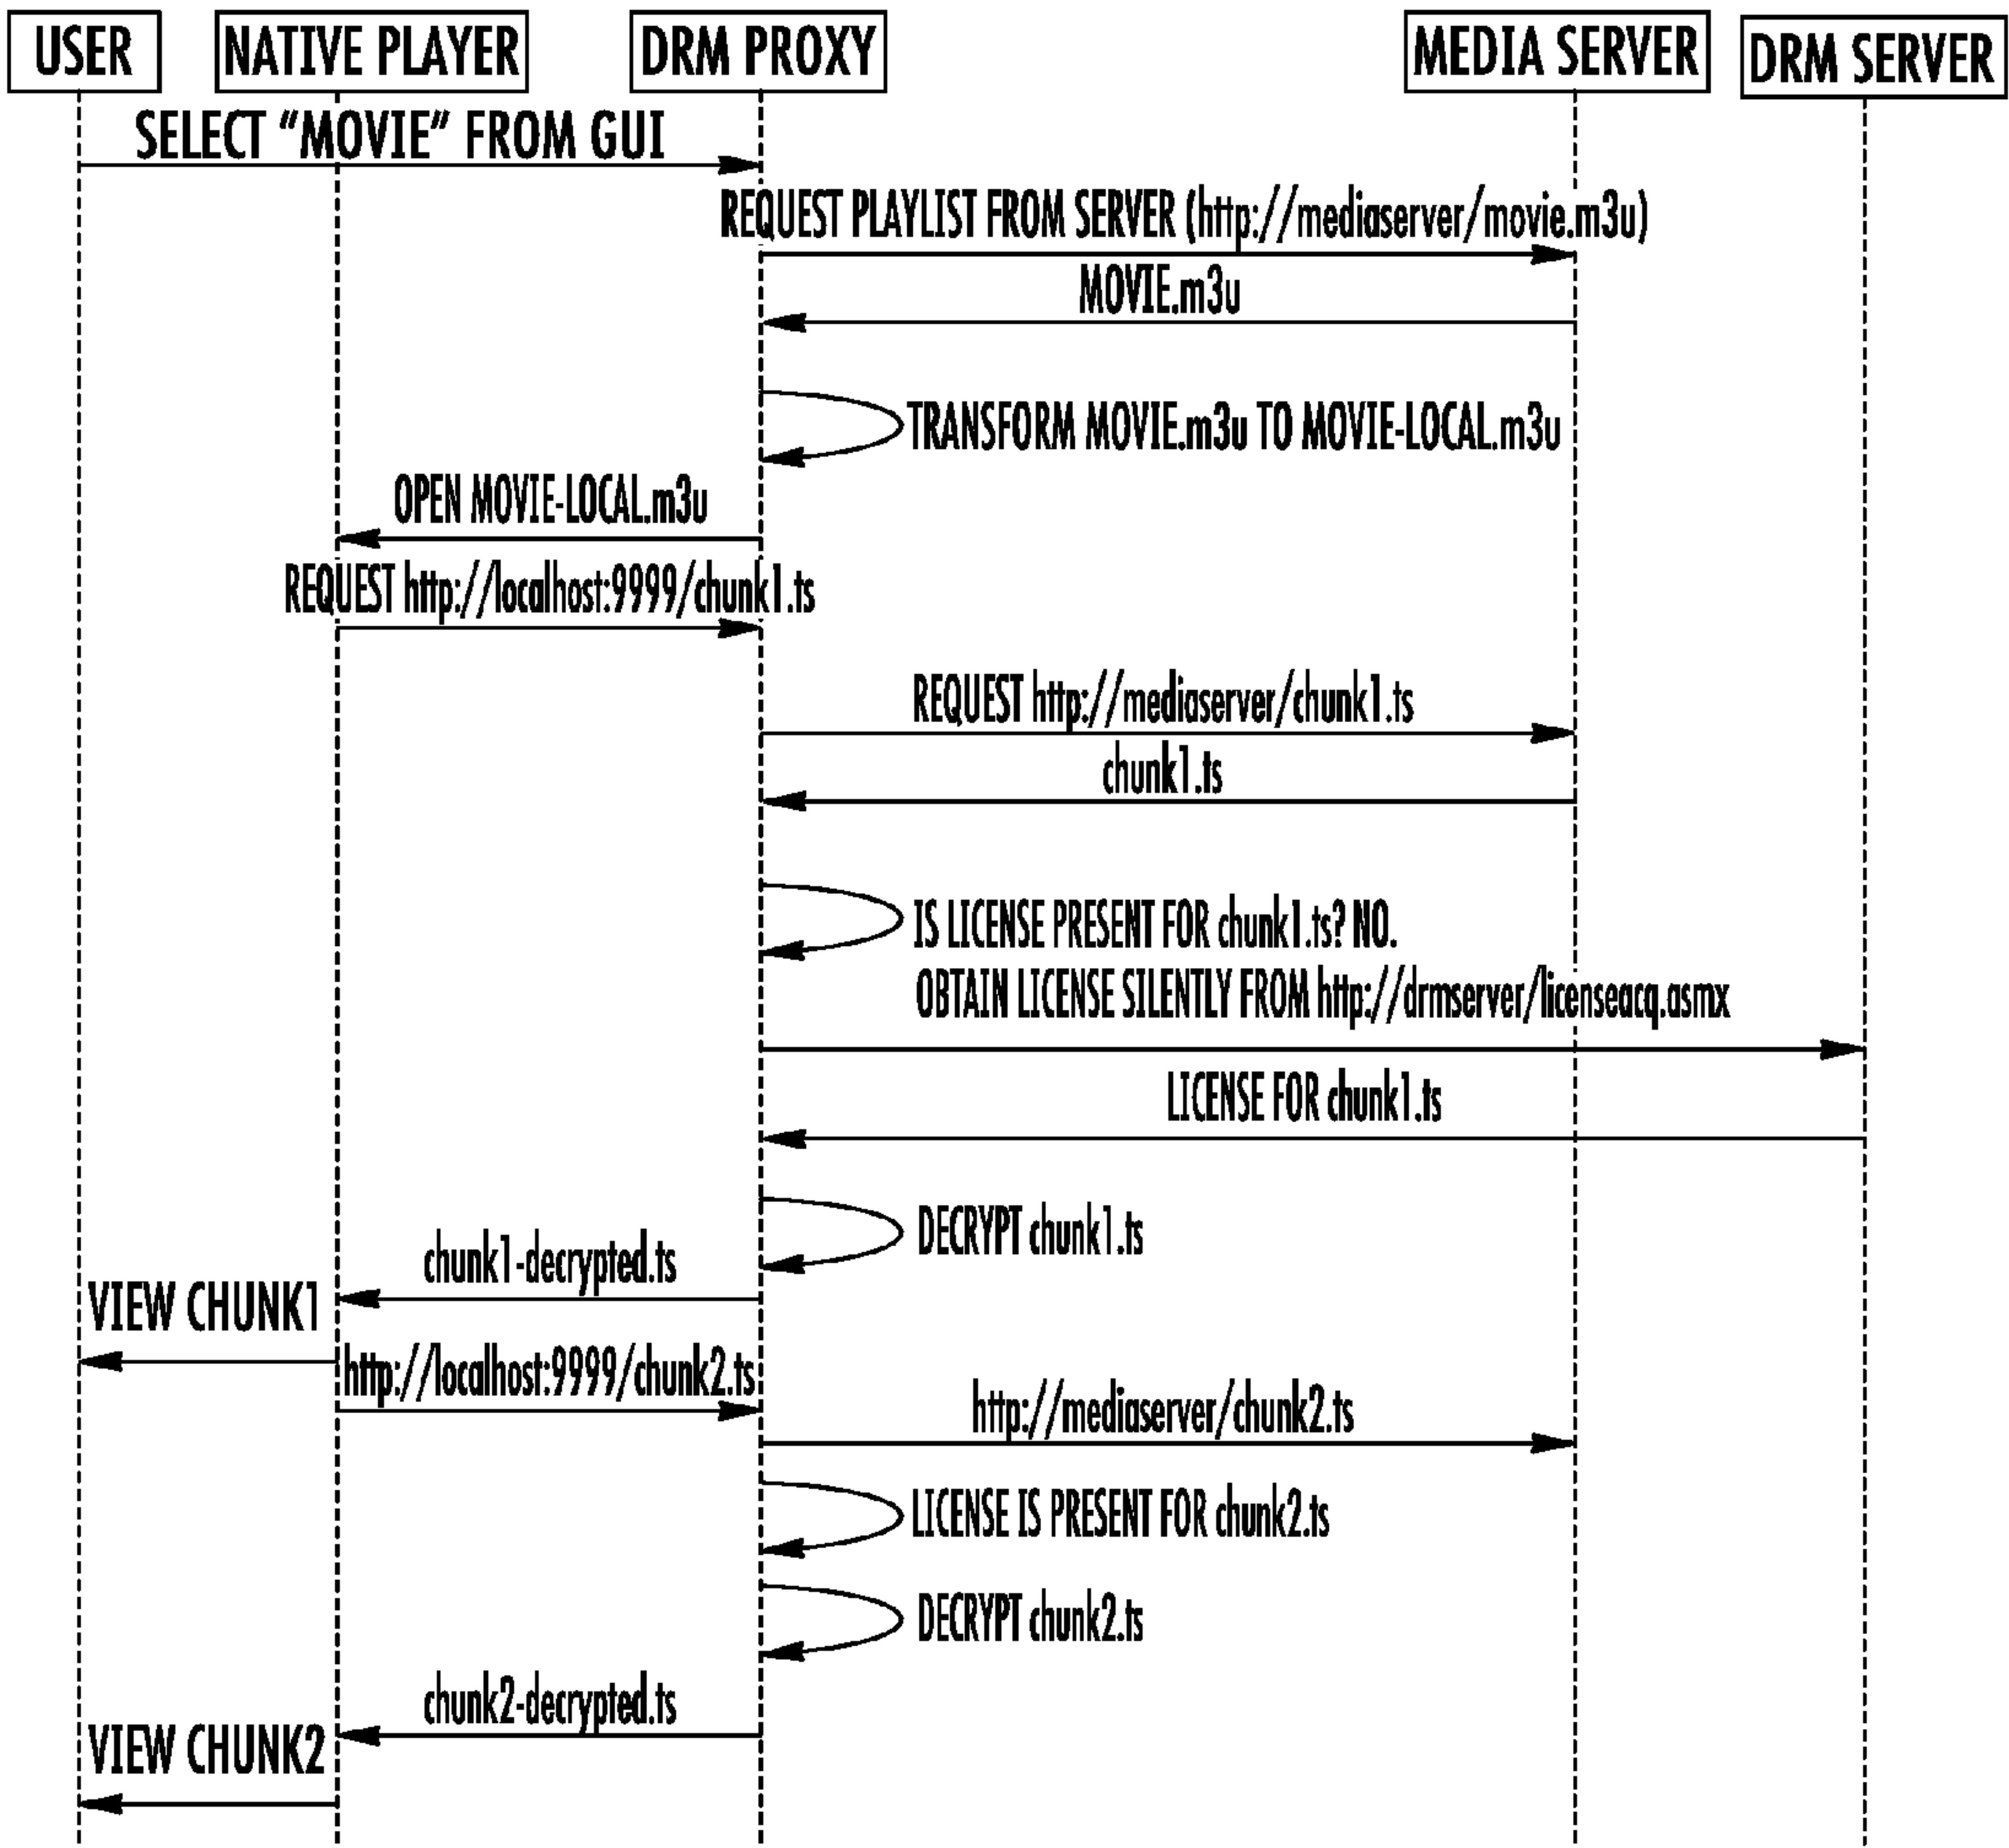 USER
NATIVE PLAYER
DRM PROXY
MEDIA SERVER
DRM SERVER
SELECT “MOVIE” FROM GUI
REQUEST PLAYLIST FROM SERVER (http://mediaserver/movie.m3u)
MOVIE.m3u
TRANSFORM MOVIE.m3u TO MOVIE-LOCAL.m3u
OPEN MOVIE-LOCAL.m3u
REQUEST http://localhost:9999/chunk1.ts
REQUEST http://mediaserver/chunk1.ts
chunk1.ts
IS LICENSE PRESENT FOR chunk1.ts? NO.
OBTAIN LICENSE SILENTLY FROM http://drmserver/licenseacq.asmx
LICENSE FOR chunk1.ts
DECRYPT chunk1.ts
chunk1-decrypted.ts
VIEW CHUNK1
http://localhost:9999/chunk2.ts
http://mediaserver/chunk2.ts
LICENSE IS PRESENT FOR chunk2.ts
DECRYPT chunk2.ts
chunk2-decrypted.ts
VIEW CHUNK2